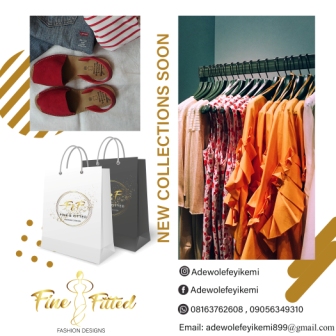 NEW COLLECTIONS SOON
Fine Fitted
FASHION DESIGNS
Adewolefeyikemi
Adewolefeyikemi
08163762608 , 09056349310
Email: adewolefeyikemi899@gmail.com